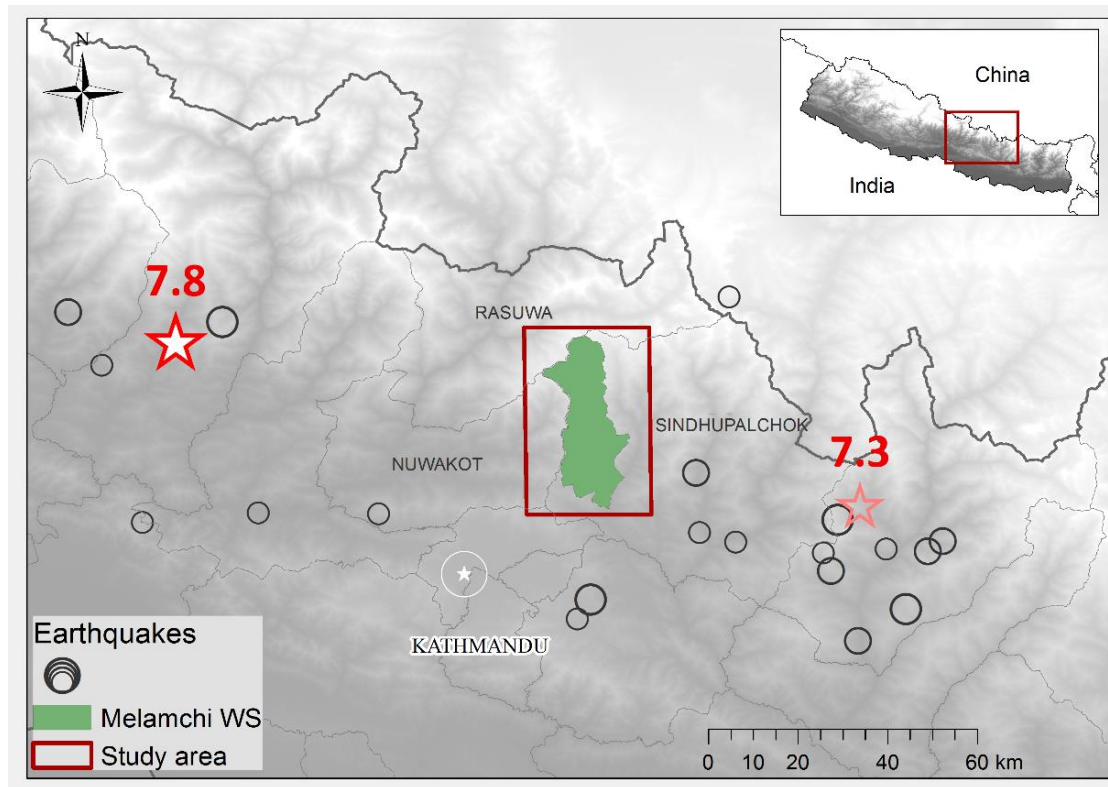 N
China
India
7.8
RASUWA
SINDHUPALCHOK
7.3
NUWAKOT
KATHMANDU
Earthquakes
Melamchi WS
Study area
0 10 20 40 60 km